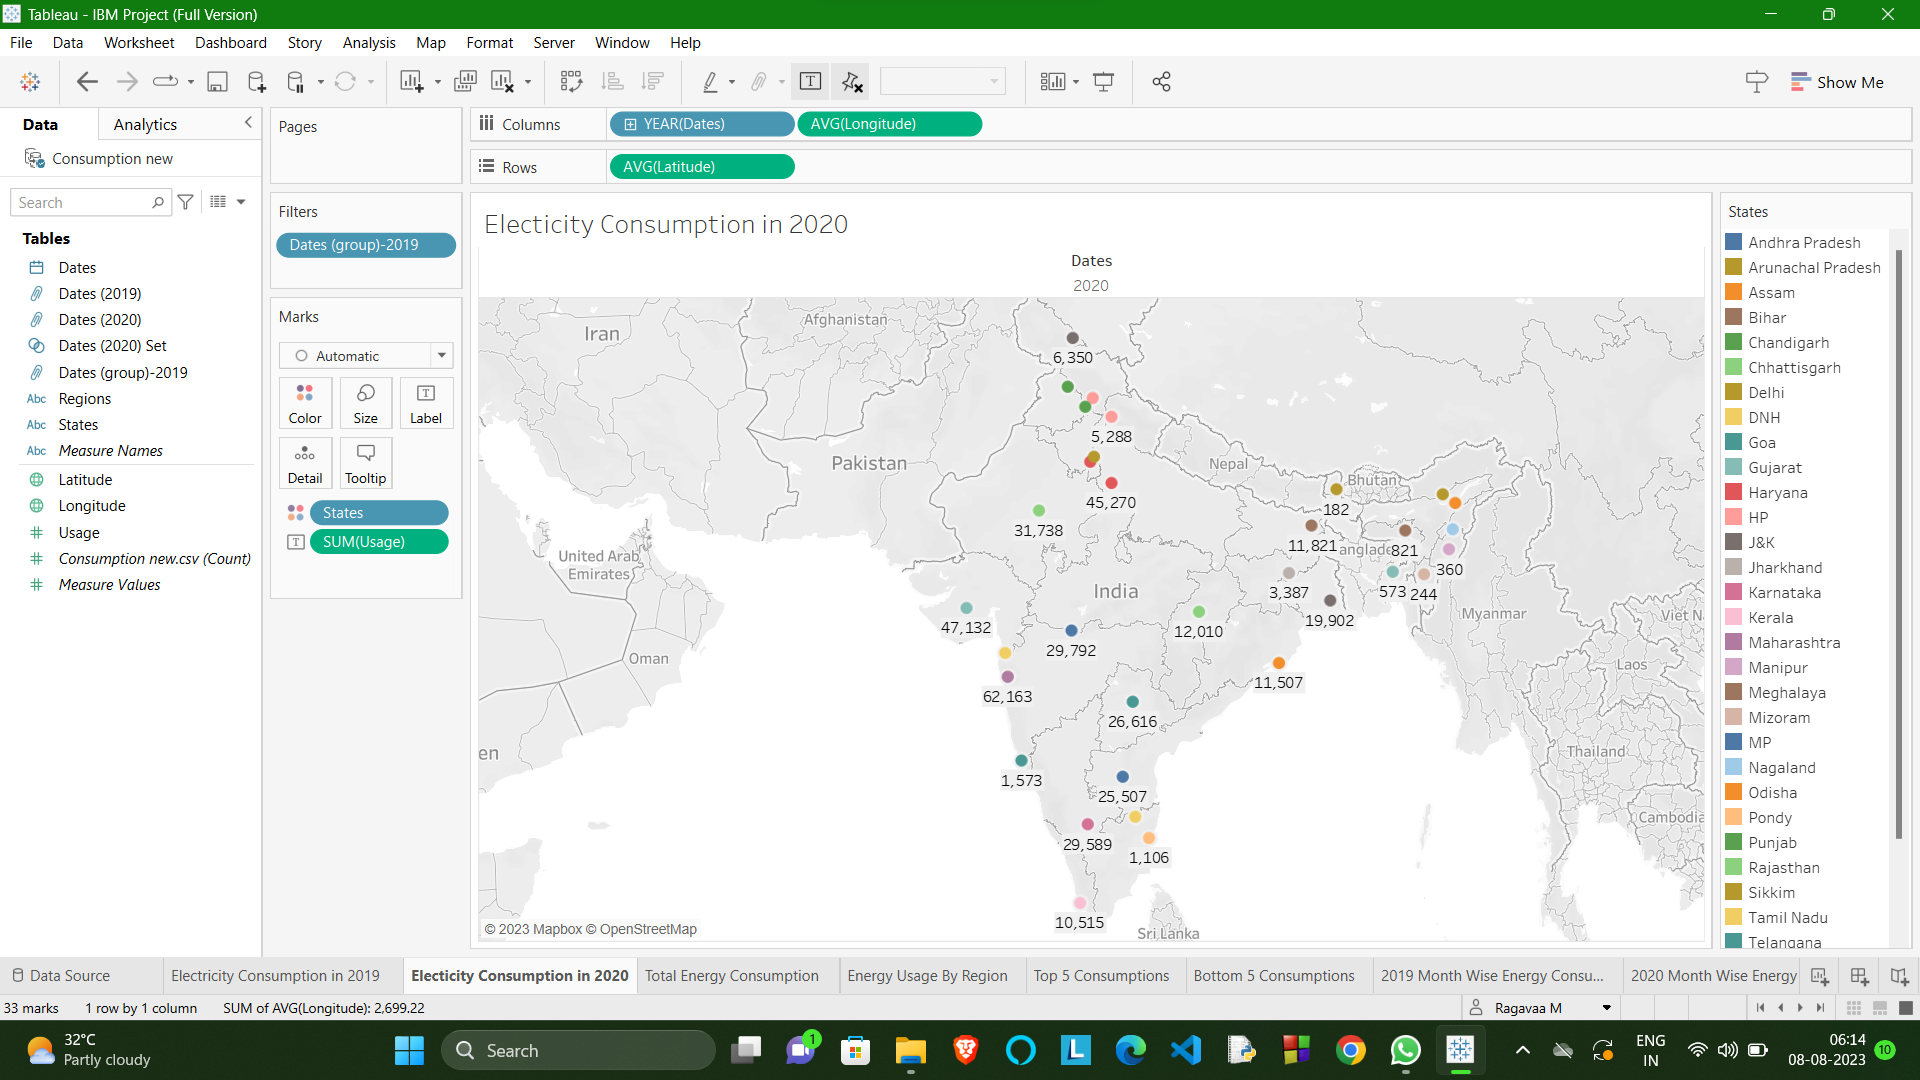 Tableau - IBM Project (Full Version)
File Data Worksheet Dashboard Story Analysis Map Format Server Window Help
Show Me
Data Analytics
Consumption new
Search
Tables
Dates
Dates (2019)
Dates (2020)
Dates (2020) Set
Dates (group)-2019
Abc Regions
Abc States
Abc Measure Names
Latitude
Longitude
Usage
Consumption new.csv (Count)
Measure Values
Pages
Filters
Dates (group)-2019
Marks
Automatic
Color Size Label
Detail Tooltip
States
SUM(Usage)
Columns YEAR(Dates) AVG(Longitude)
Rows AVG(Latitude)
Electicity Consumption in 2020
Dates
2020
Iran
Afghanistan
6,350
5,288
Pakistan
Nepal
Bhutan
45,270
182
31,738
11,821
anglade
821
United Arab
Emirates
360
India
3,387
573
244
Myanmar
47,132
12,010
19,902
Viet N
29,792
Oman
Laos
11,507
62,163
26,616
en
Thailand
1,573
25,507
Cambodia
29,589
1,106
10,515
Sri Lanka
© 2023 Mapbox © OpenStreetMap
States
Andhra Pradesh
Arunachal Pradesh
Assam
Bihar
Chandigarh
Chhattisgarh
Delhi
DNH
Goa
Gujarat
Haryana
HP
J&K
Jharkhand
Karnataka
Kerala
Maharashtra
Manipur
Meghalaya
Mizoram
MP
Nagaland
Odisha
Pondy
Punjab
Rajasthan
Sikkim
Tamil Nadu
Telangana
Data Source Electricity Consumption in 2019 Electicity Consumption in 2020 Total Energy Consumption Energy Usage By Region Top 5 Consumptions Bottom 5 Consumptions 2019 Month Wise Energy Consu... 2020 Month Wise Energy
33 marks 1 row by 1 column SUM of AVG(Longitude): 2,699.22 Ragavaa M
32°C
Partly cloudy
Search
1
L
ENG
IN
06:14
08-08-2023
10